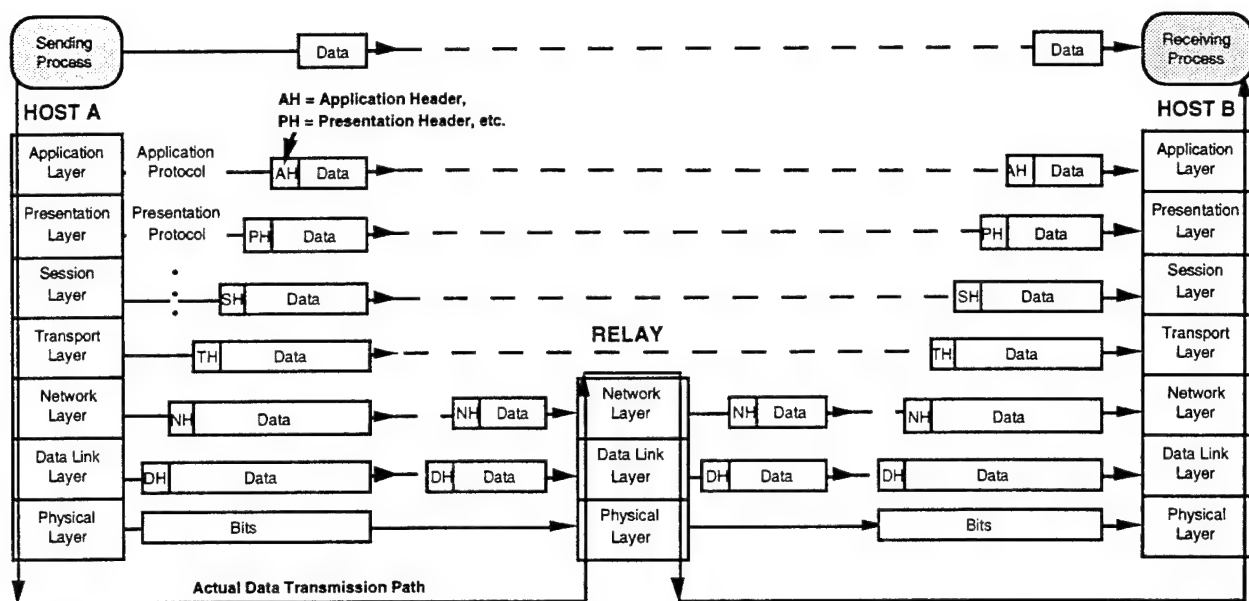 Sending Process
Data
Data
Receiving Process
HOST A
AH = Application Header,
PH = Presentation Header, etc.
HOST B
Application Layer
Application Protocol
AH
Data
AH
Data
Application Layer
Presentation Layer
Presentation Protocol
PH
Data
PH
Data
Presentation Layer
Session Layer
SH
Data
SH
Data
Session Layer
RELAY
Transport Layer
TH
Data
TH
Data
Transport Layer
Network Layer
NH
Data
NH
Data
Network Layer
NH
Data
NH
Data
Network Layer
Data Link Layer
DH
Data
DH
Data
Data Link Layer
DH
Data
DH
Data
Data Link Layer
Physical Layer
Bits
Physical Layer
Bits
Physical Layer
Actual Data Transmission Path